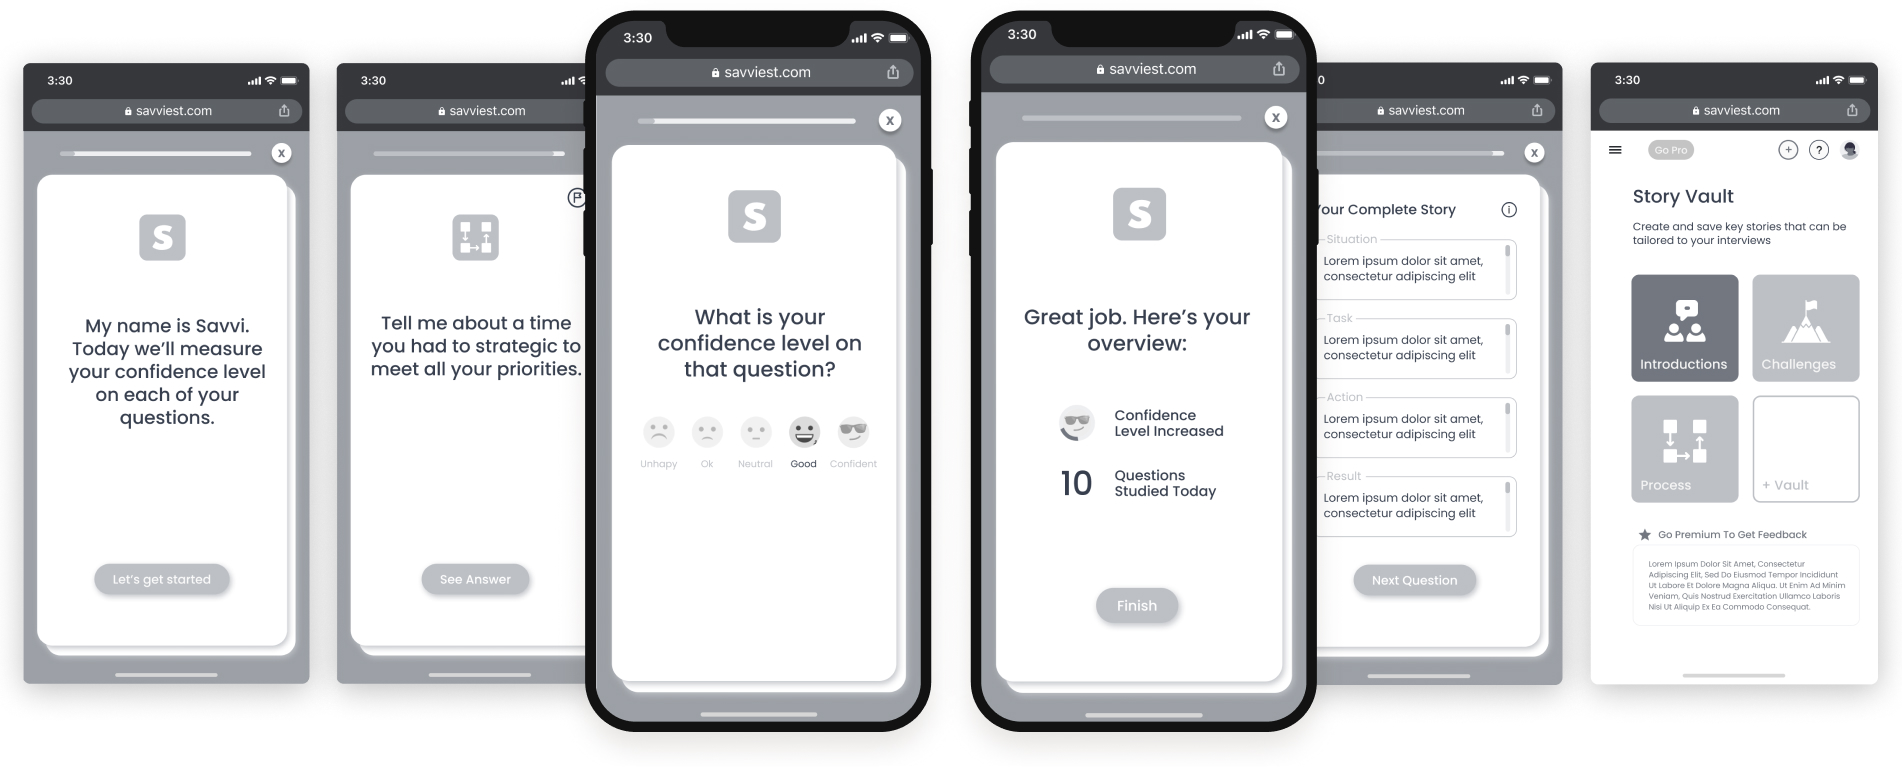 3:30
savviest.com
X
S
My name is Savvi.
Today we'll measure
your confidence level
on each of your
questions.
Let's get started
3:30
savviest.com
Tell me about a time
you had to strategic to
meet all your priorities.
See Answer
3:30
savviest.com
X
S
What is your
confidence level on
that question?
Unhapy
Ok
Neutral
Good
Confident
3:30
savviest.com
X
S
Great job. Here's your
overview:
Confidence
Level Increased
10
Questions
Studied Today
Finish
0
savviest.com
X
Your Complete Story
i
Situation
Lorem ipsum dolor sit amet,
consectetur adipiscing elit
Task
Lorem ipsum dolor sit amet,
consectetur adipiscing elit
Action
Lorem ipsum dolor sit amet,
consectetur adipiscing elit
Result
Lorem ipsum dolor sit amet,
consectetur adipiscing elit
Next Question
3:30
savviest.com
Go Pro
+
?
Story Vault
Create and save key stories that can be
tailored to your interviews
Introductions
Challenges
Process
+ Vault
Go Premium To Get Feedback
Lorem Ipsum Dolor Sit Amet, Consectetur
Adipiscing Elit, Sed Do Eiusmod Tempor Incididunt
Ut Labore Et Dolore Magna Aliqua. Ut Enim Ad Minim
Veniam, Quis Nostrud Exercitation Ullamco Laboris
Nisi Ut Aliquip Ex Ea Commodo Consequat.